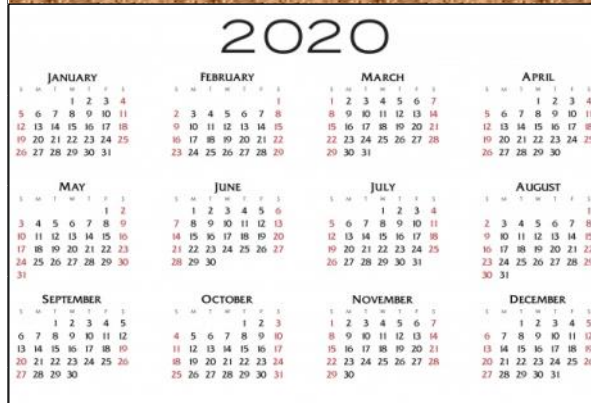 2020
JANUARY
S M T W T F S
1 2 3 4
5 6 7 8 9 10 11
12 13 14 15 16 17 18
19 20 21 22 23 24 25
26 27 28 29 30 31
FEBRUARY
S M T W T F S
1
2 3 4 5 6 7 8
9 10 11 12 13 14 15
16 17 18 19 20 21 22
23 24 25 26 27 28 29
MARCH
S M T W T F S
1 2 3 4 5 6 7
8 9 10 11 12 13 14
15 16 17 18 19 20 21
22 23 24 25 26 27 28
29 30 31
APRIL
S M T W T F S
1 2 3 4
5 6 7 8 9 10 11
12 13 14 15 16 17 18
19 20 21 22 23 24 25
26 27 28 29 30
MAY
S M T W T F S
1 2
3 4 5 6 7 8 9
10 11 12 13 14 15 16
17 18 19 20 21 22 23
24 25 26 27 28 29 30
31
JUNE
S M T W T F S
1 2 3 4 5 6
7 8 9 10 11 12 13
14 15 16 17 18 19 20
21 22 23 24 25 26 27
28 29 30
JULY
S M T W T F S
1 2 3 4
5 6 7 8 9 10 11
12 13 14 15 16 17 18
19 20 21 22 23 24 25
26 27 28 29 30 31
AUGUST
S M T W T F S
1
2 3 4 5 6 7 8
9 10 11 12 13 14
16 17 18 19 20 21
23 24 25 26 27 28
30 31
SEPTEMBER
S M T W T F S
1 2 3 4 5
6 7 8 9 10 11 12
13 14 15 16 17 18 19
20 21 22 23 24 25 26
27 28 29 30
OCTOBER
S M T W T F S
1 2 3
4 5 6 7 8 9 10
11 12 13 14 15 16 17
18 19 20 21 22 23 24
25 26 27 28 29 30 31
NOVEMBER
S M T W T F S
1 2 3 4 5 6 7
8 9 10 11 12 13 14
15 16 17 18 19 20 21
22 23 24 25 26 27 28
29 30
DECEMBER
S M T W T F S
1 2 3 4 5
6 7 8 9 10 11
13 14 15 16 17 18
20 21 22 23 24 25
27 28 29 30 31